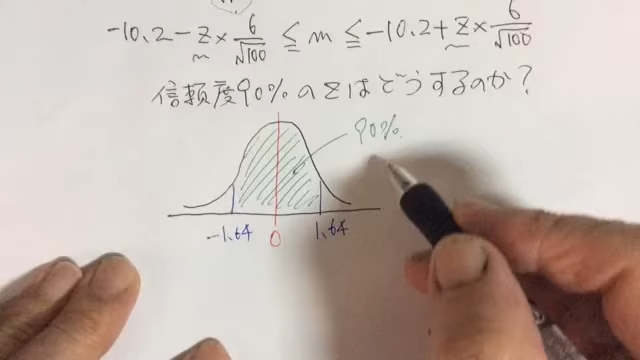 -10.2-z×6/√100 ≦ m ≦ -10.2+z×6/√100
信頼度90%のzはどうするのか?
90%
-1.64 0 1.64